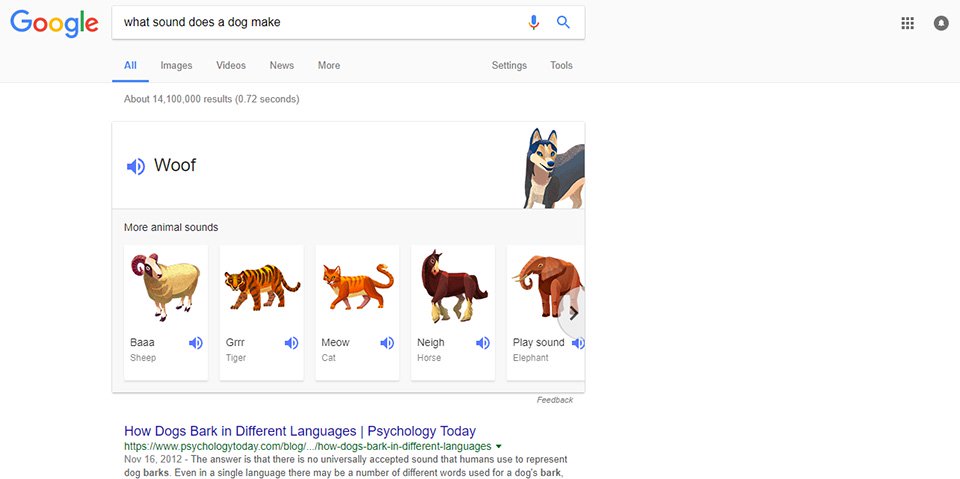 Google
what sound does a dog make
All Images Videos News More Settings Tools
About 14,100,000 results (0.72 seconds)
Woof
More animal sounds
Baaa Grrr Meow Neigh Play sound
Sheep Tiger Cat Horse Elephant
Feedback
How Dogs Bark in Different Languages | Psychology Today
https://www.psychologytoday.com/blog/.../how-dogs-bark-in-different-languages
Nov 16, 2012 - The answer is that there is no universally accepted sound that humans use to represent
dog barks. Even in a single language there may be a number of different words used for a dog's bark,